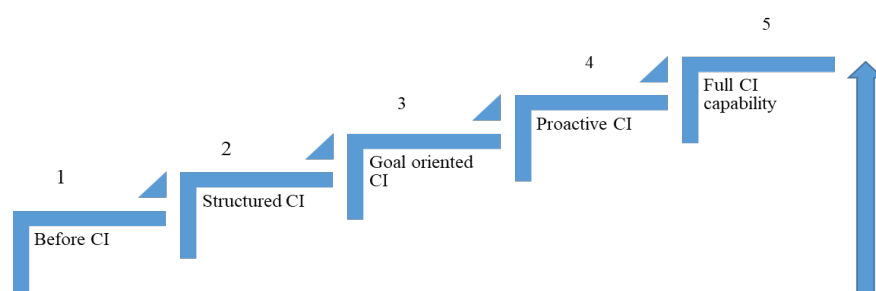 1
Before CI
2
Structured CI
3
Goal oriented
CI
4
Proactive CI
5
Full CI
capability